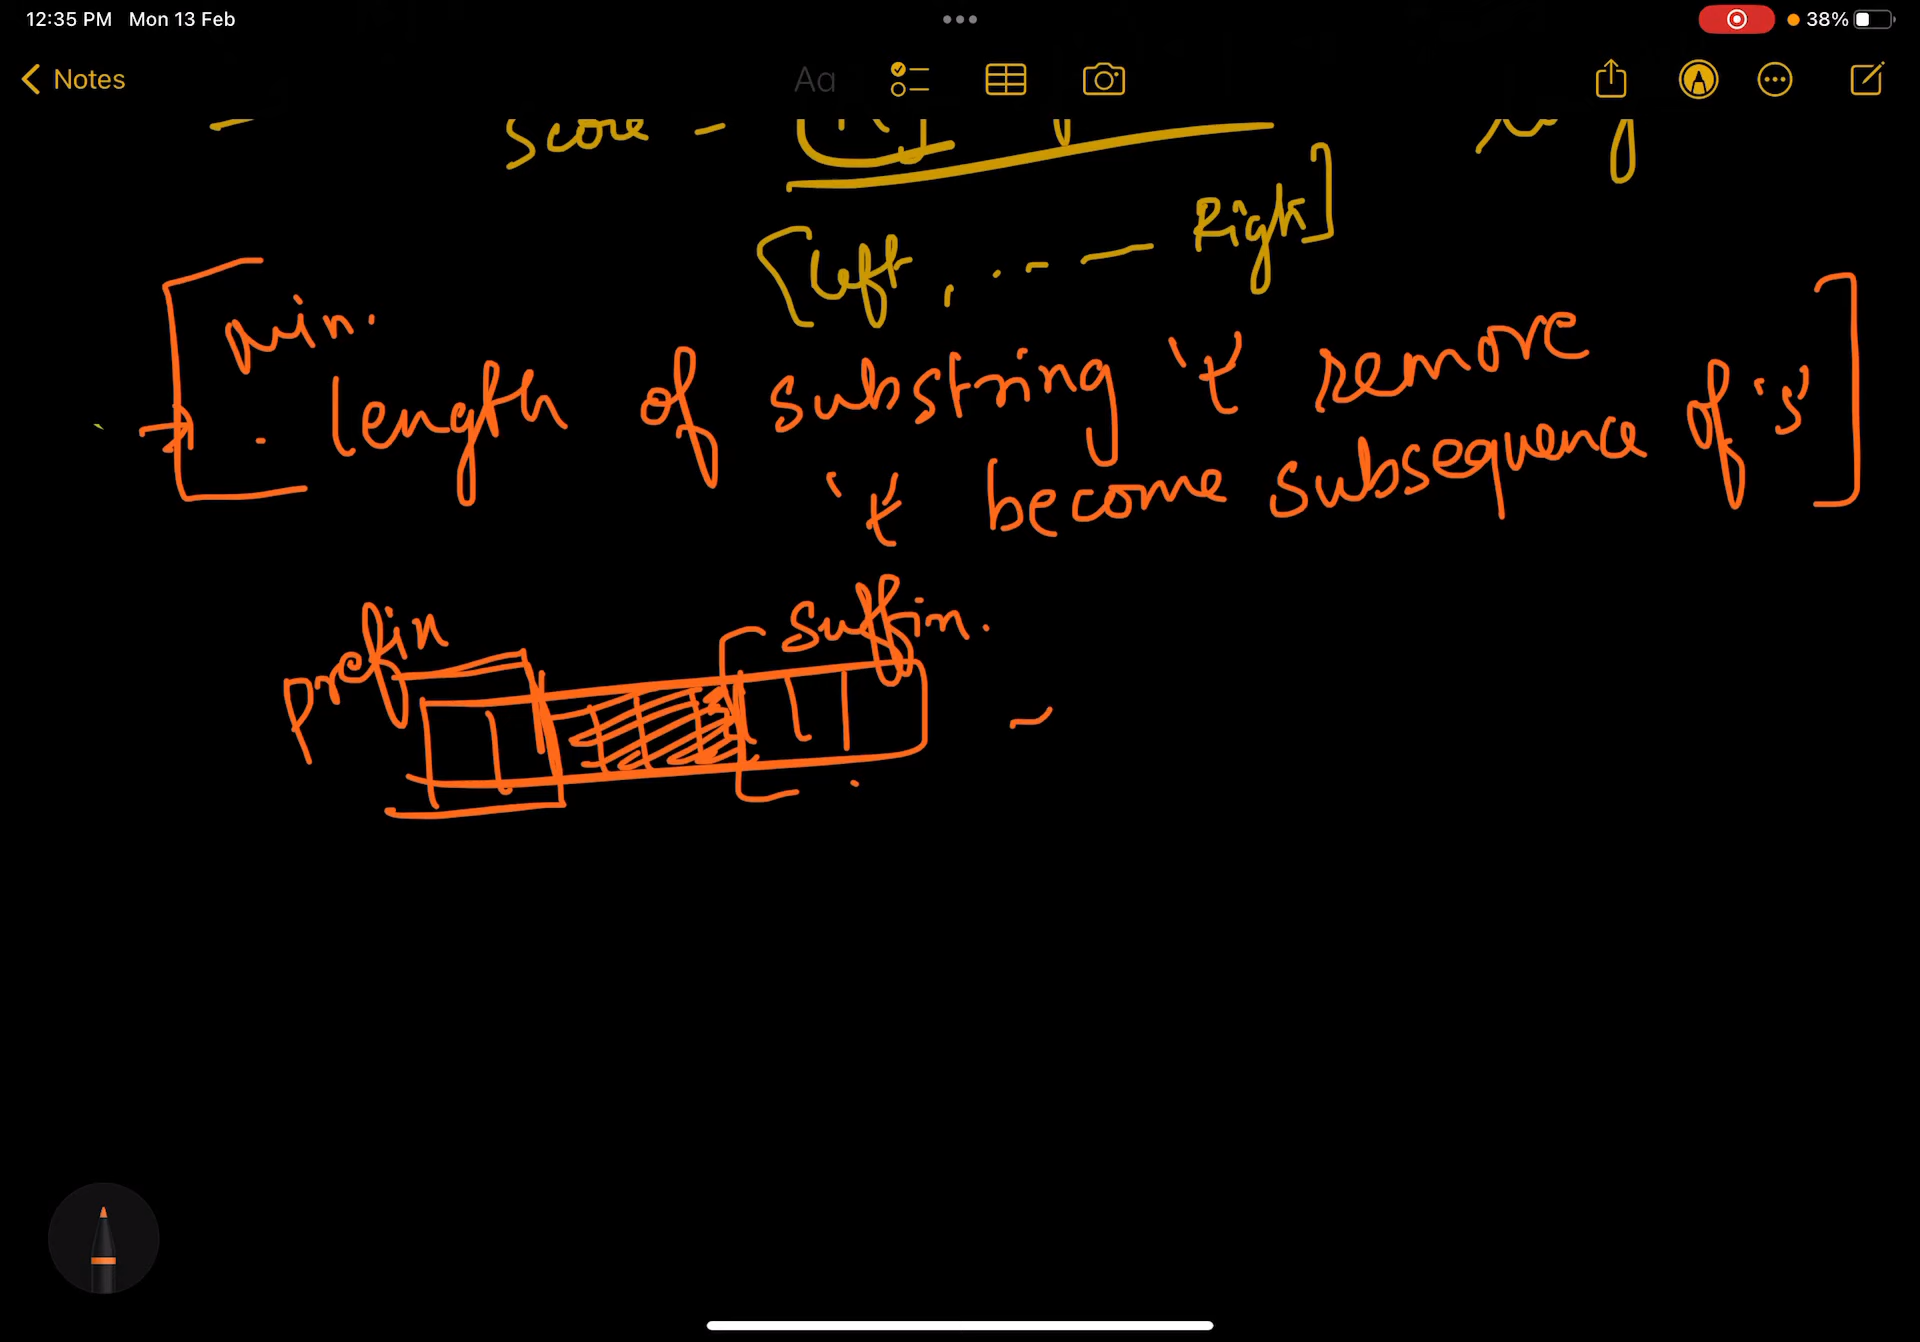 12:35 PM Mon 13 Feb
38%
Notes
Aa
score -
[left, ... — Right]
min.
length of substring 't' remove
't' become subsequence of 's'
prefix
suffix.